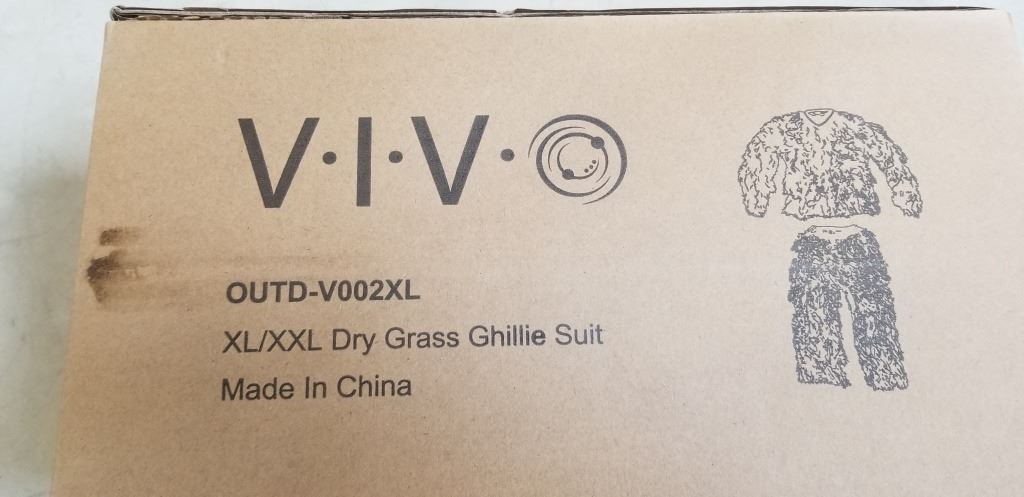 V·I·V·O
OUTD-V002XL
XL/XXL Dry Grass Ghillie Suit
Made In China